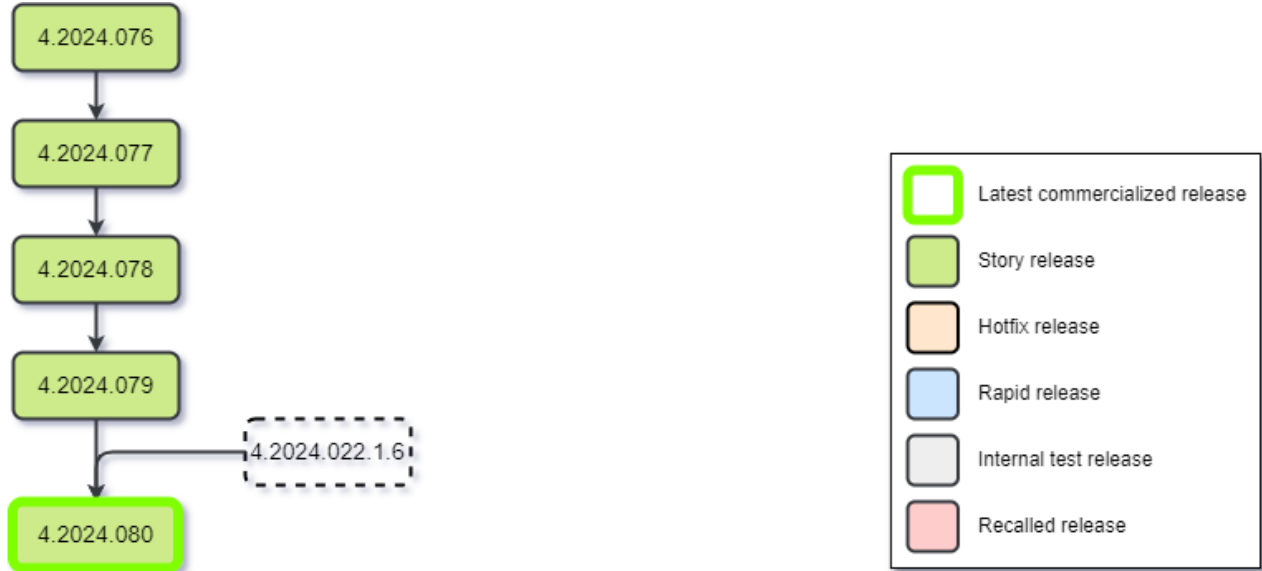 4.2024.076
4.2024.077
4.2024.078
4.2024.079
4.2024.022.1.6
4.2024.080
Latest commercialized release
Story release
Hotfix release
Rapid release
Internal test release
Recalled release